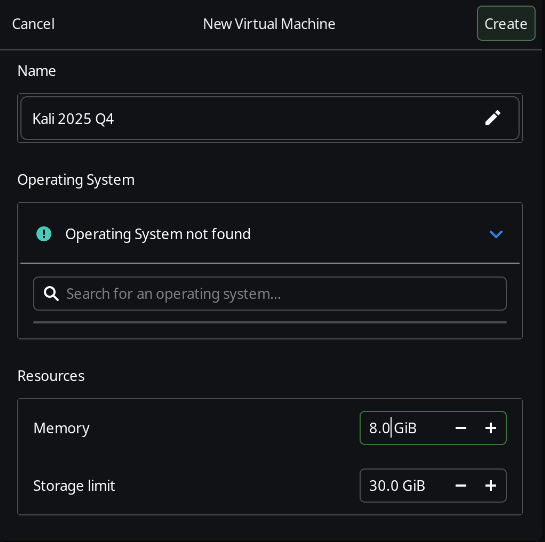 Cancel New Virtual Machine Create
Name
Kali 2025 Q4
Operating System
Operating System not found
Search for an operating system...
Resources
Memory 8.0 GiB
Storage limit 30.0 GiB